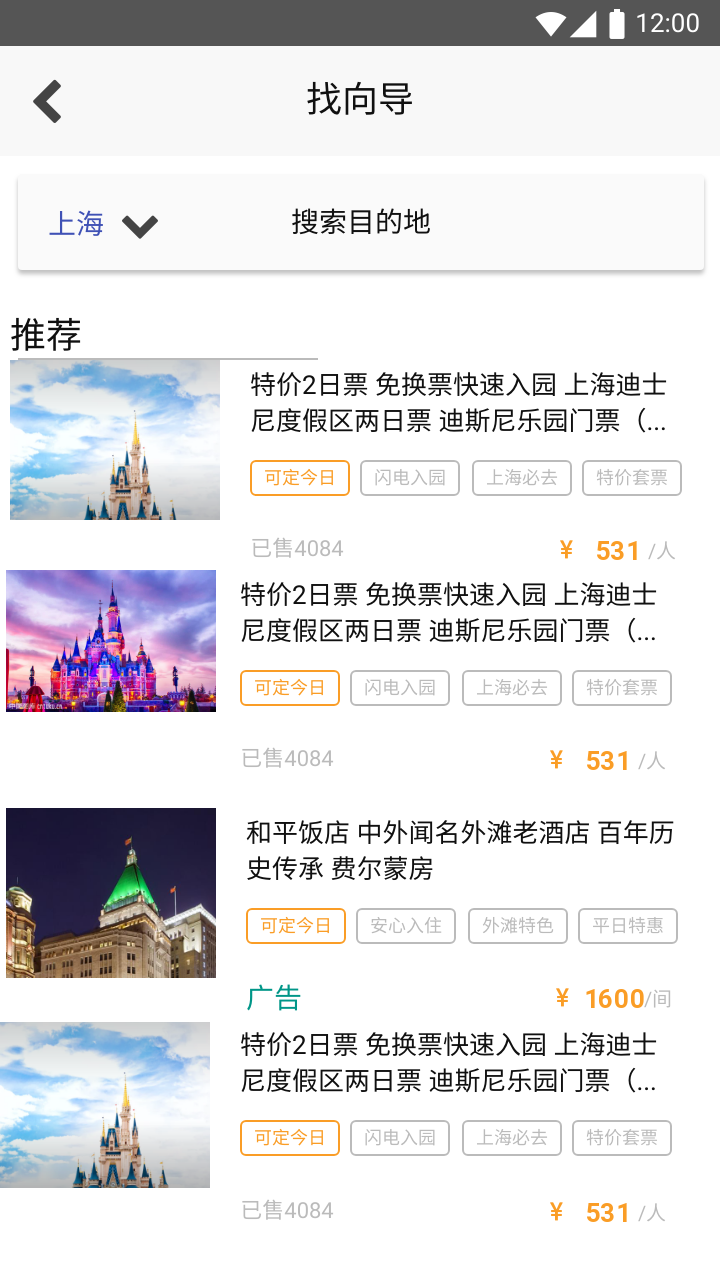 12:00
找向导
上海 搜索目的地
推荐
特价2日票 免换票快速入园 上海迪士
尼度假区两日票 迪斯尼乐园门票（...
可定今日 闪电入园 上海必去 特价套票
已售4084 ¥ 531 /人
特价2日票 免换票快速入园 上海迪士
尼度假区两日票 迪斯尼乐园门票（...
可定今日 闪电入园 上海必去 特价套票
已售4084 ¥ 531 /人
和平饭店 中外闻名外滩老酒店 百年历
史传承 费尔蒙房
可定今日 安心入住 外滩特色 平日特惠
广告 ¥ 1600/间
特价2日票 免换票快速入园 上海迪士
尼度假区两日票 迪斯尼乐园门票（...
可定今日 闪电入园 上海必去 特价套票
已售4084 ¥ 531 /人